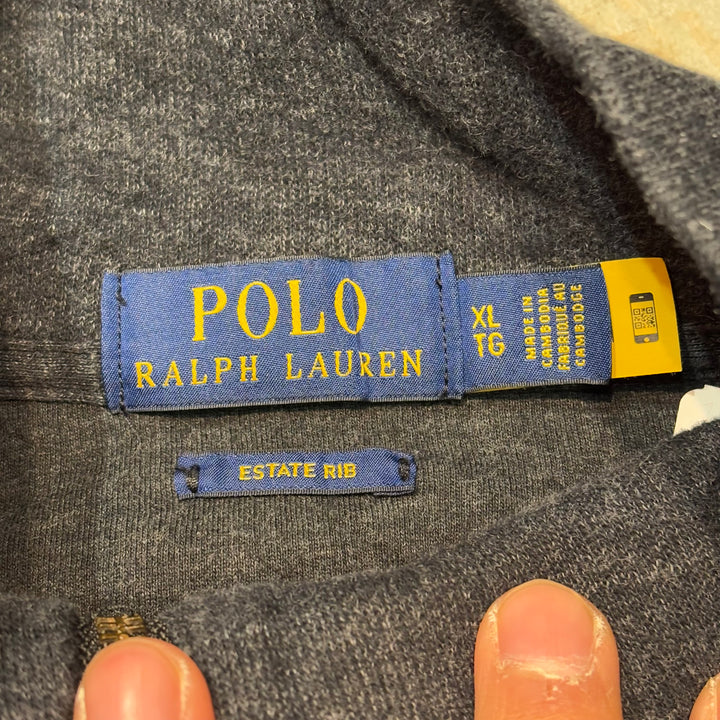 POLO
RALPH LAUREN
XL
TG
MADE IN
CAMBODIA
FABRIQUÉ AU
CAMBODGE
ESTATE RIB